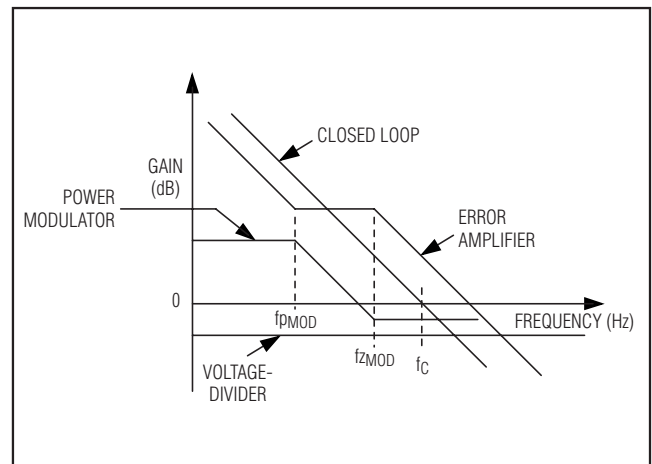 CLOSED LOOP
GAIN
(dB)
POWER
MODULATOR
ERROR
AMPLIFIER
0
fpMOD
fzMOD
fC
FREQUENCY (Hz)
VOLTAGE-
DIVIDER